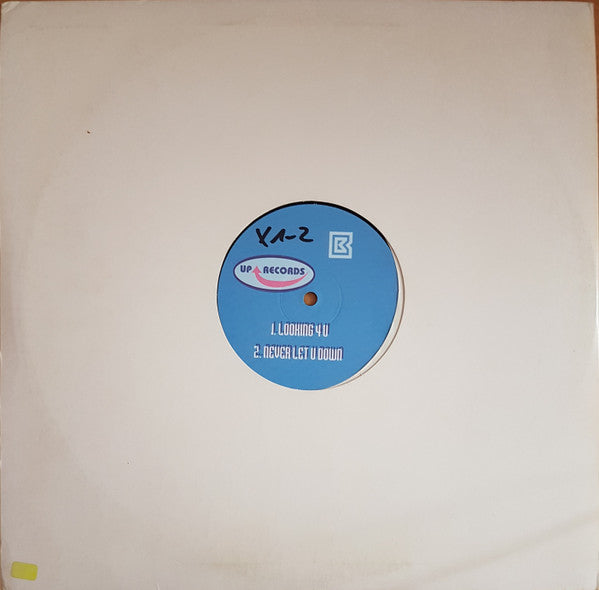 X1-2
B
UP RECORDS
1. LOOKING 4 U
2. NEVER LET U DOWN